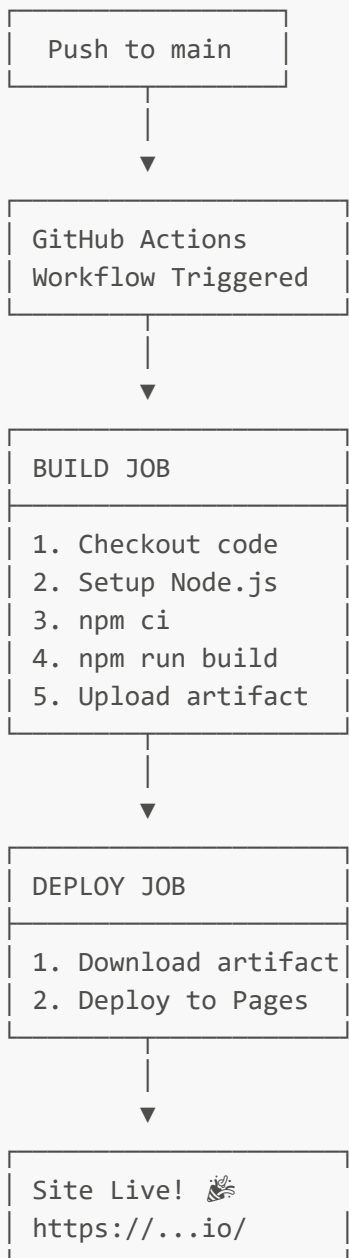 Push to main
GitHub Actions
Workflow Triggered
BUILD JOB
1. Checkout code
2. Setup Node.js
3. npm ci
4. npm run build
5. Upload artifact
DEPLOY JOB
1. Download artifact
2. Deploy to Pages
Site Live! 🎉
https://...io/